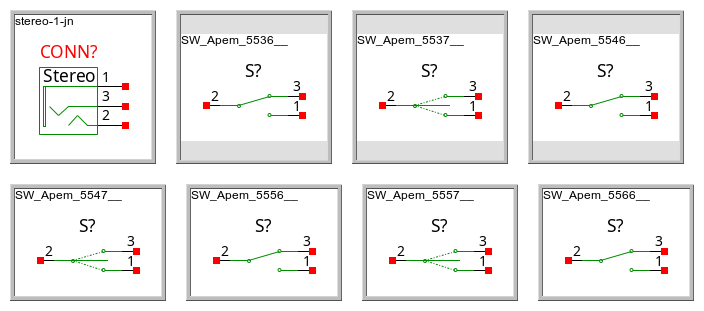 stereo-1-jn
CONN?
Stereo
1
3
2
SW_Apem_5536__
S?
2
3
1
SW_Apem_5537__
S?
2
3
1
SW_Apem_5546__
S?
2
3
1
SW_Apem_5547__
S?
2
3
1
SW_Apem_5556__
S?
2
3
1
SW_Apem_5557__
S?
2
3
1
SW_Apem_5566__
S?
2
3
1